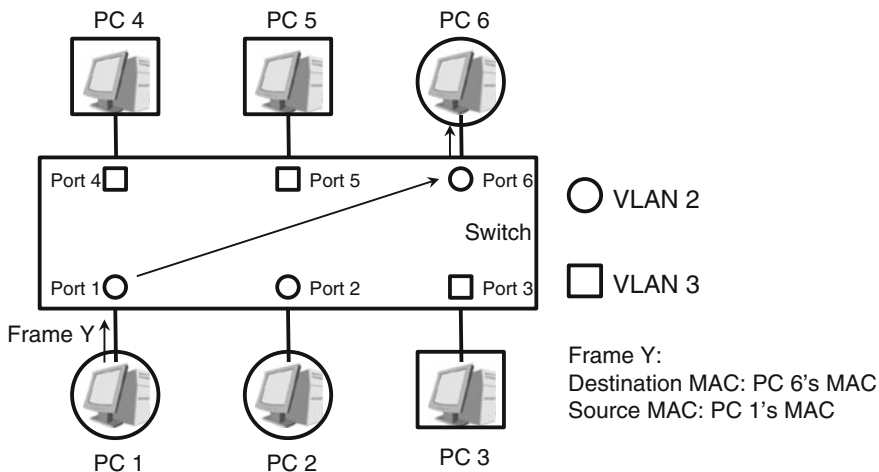 PC 4
PC 5
PC 6
Port 4
Port 5
Port 6
VLAN 2
Switch
Port 1
Port 2
Port 3
VLAN 3
Frame Y
Frame Y:
Destination MAC: PC 6’s MAC
Source MAC: PC 1’s MAC
PC 1
PC 2
PC 3